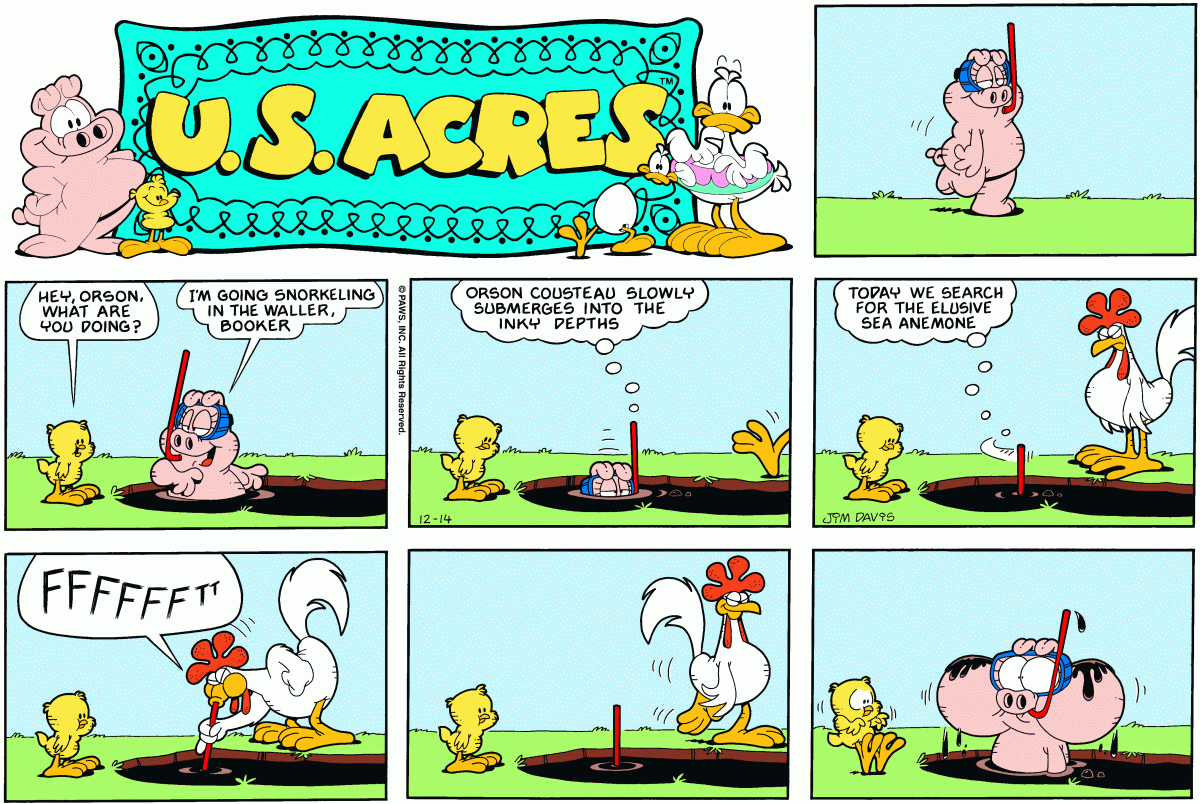 U.S. ACRES
TM
HEY, ORSON,
WHAT ARE
YOU DOING?
I'M GOING SNORKELING
IN THE WALLER,
BOOKER
© PAWS, INC. All Rights Reserved.
ORSON COUSTEAU SLOWLY
SUBMERGES INTO THE
INKY DEPTHS
12-14
TODAY WE SEARCH
FOR THE ELUSIVE
SEA ANEMONE
JIM DAVIS
FFFFFFTT